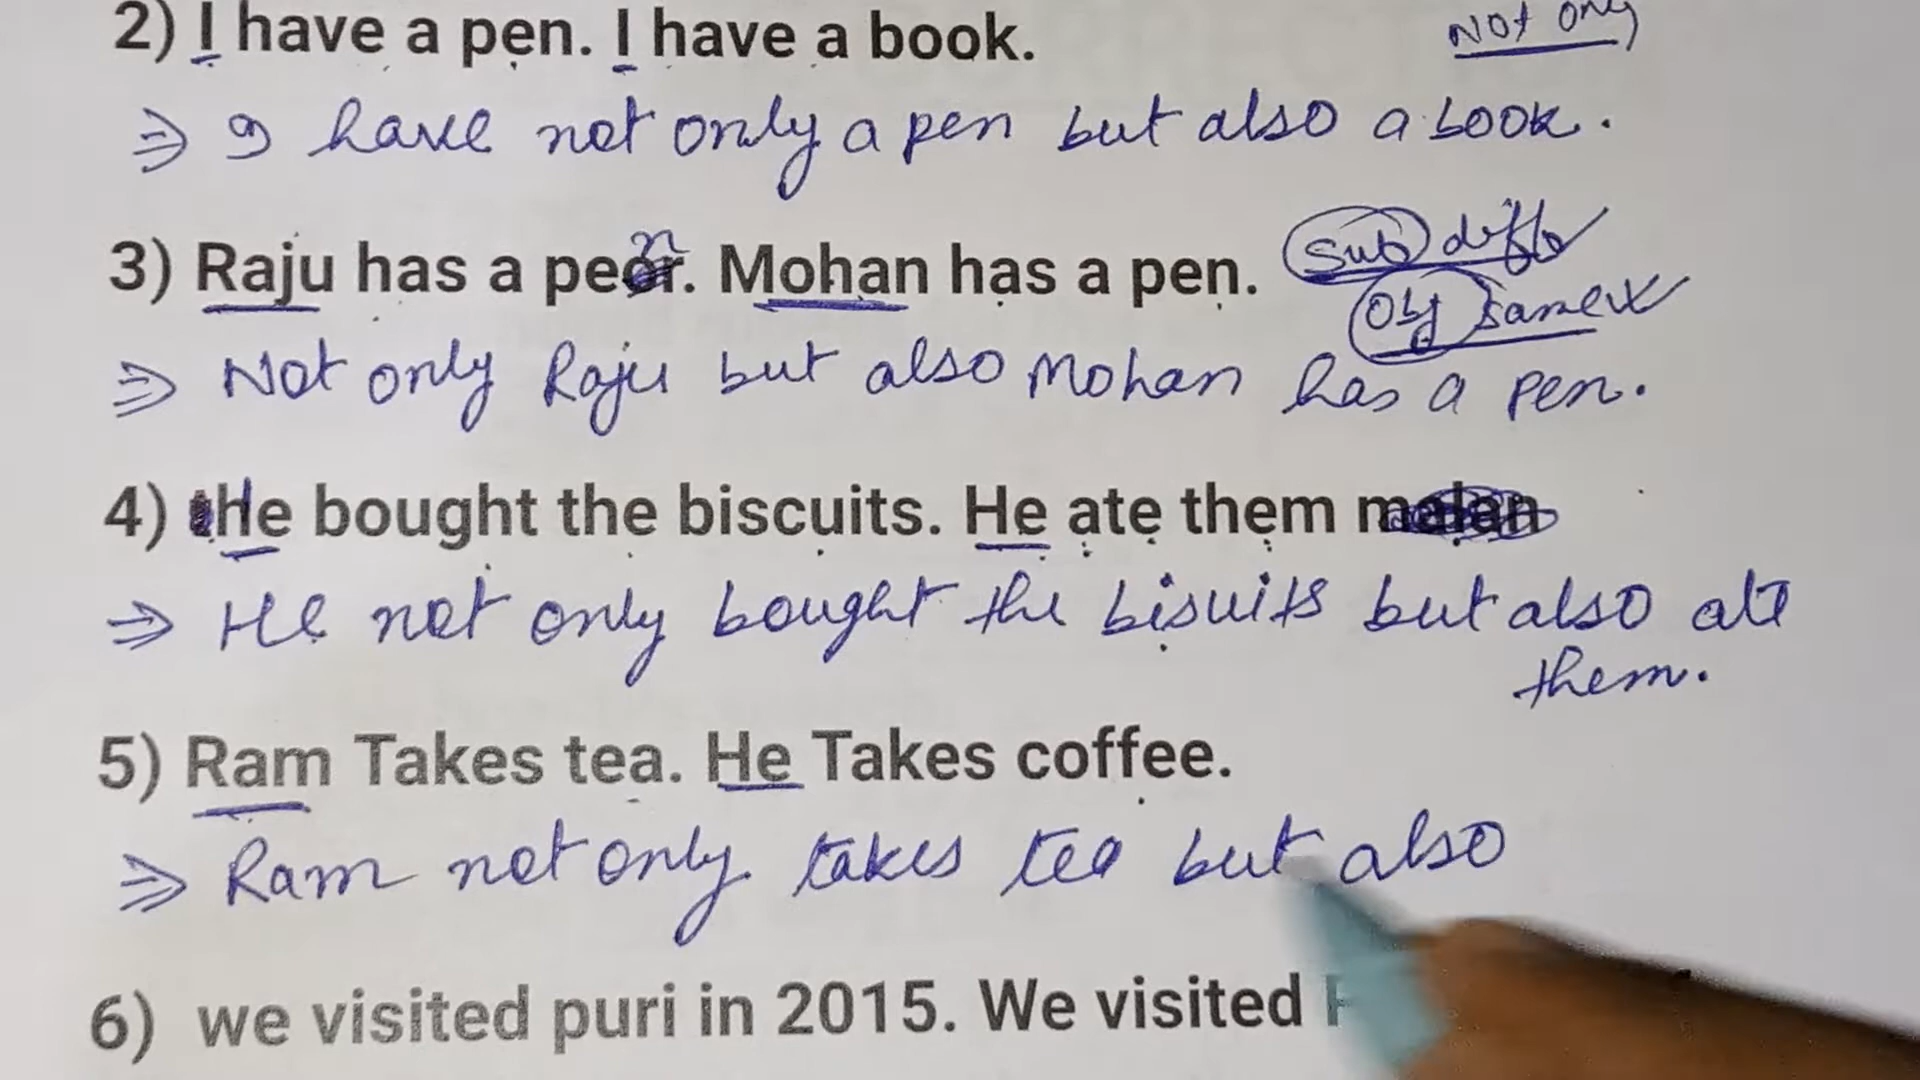 2) I have a pen. I have a book.
Not only
⇒ I have not only a pen but also a book.
3) Raju has a pen. Mohan has a pen.
Sub diff
Obj same
⇒ Not only Raju but also Mohan has a pen.
4) He bought the biscuits. He ate them
⇒ He not only bought the bisuits but also ate
them.
5) Ram Takes tea. He Takes coffee.
⇒ Ram not only takes tea but also
6) we visited puri in 2015. We visited